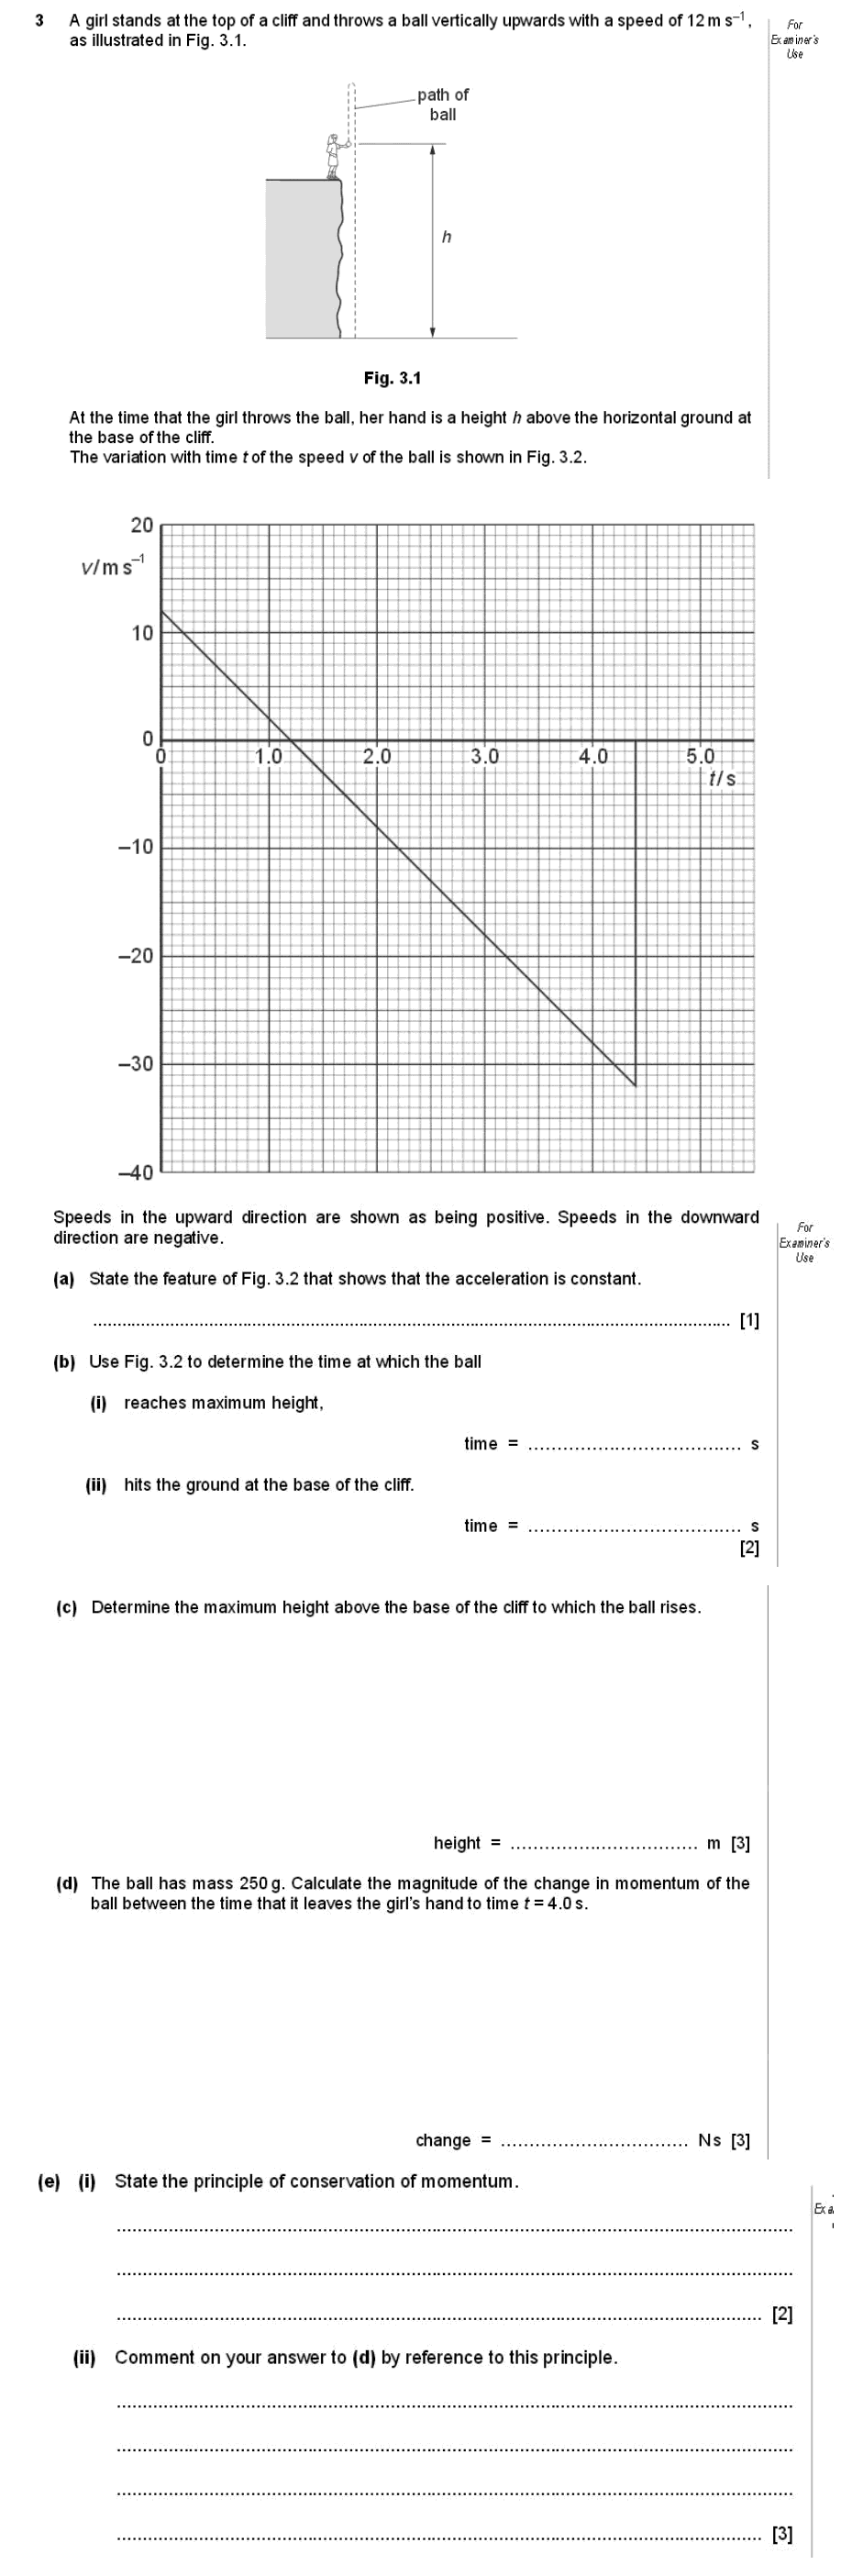 3 A girl stands at the top of a cliff and throws a ball vertically upwards with a speed of 12 m s⁻¹,
as illustrated in Fig. 3.1.
For
Examiner's
Use
path of
ball
h
Fig. 3.1
At the time that the girl throws the ball, her hand is a height h above the horizontal ground at
the base of the cliff.
The variation with time t of the speed v of the ball is shown in Fig. 3.2.
20
v/m s⁻¹
10
0
0 1.0 2.0 3.0 4.0 5.0
t/s
–10
–20
–30
–40
Speeds in the upward direction are shown as being positive. Speeds in the downward
direction are negative.
For
Examiner's
Use
(a) State the feature of Fig. 3.2 that shows that the acceleration is constant.
.......................................................................................................................... [1]
(b) Use Fig. 3.2 to determine the time at which the ball
(i) reaches maximum height,
time = ..................................... s
(ii) hits the ground at the base of the cliff.
time = ..................................... s
[2]
(c) Determine the maximum height above the base of the cliff to which the ball rises.
height = ................................ m [3]
(d) The ball has mass 250 g. Calculate the magnitude of the change in momentum of the
ball between the time that it leaves the girl's hand to time t = 4.0 s.
change = ................................ N s [3]
(e) (i) State the principle of conservation of momentum.
Exa
.......................................................................................................................... [2]
(ii) Comment on your answer to (d) by reference to this principle.
.......................................................................................................................... [3]